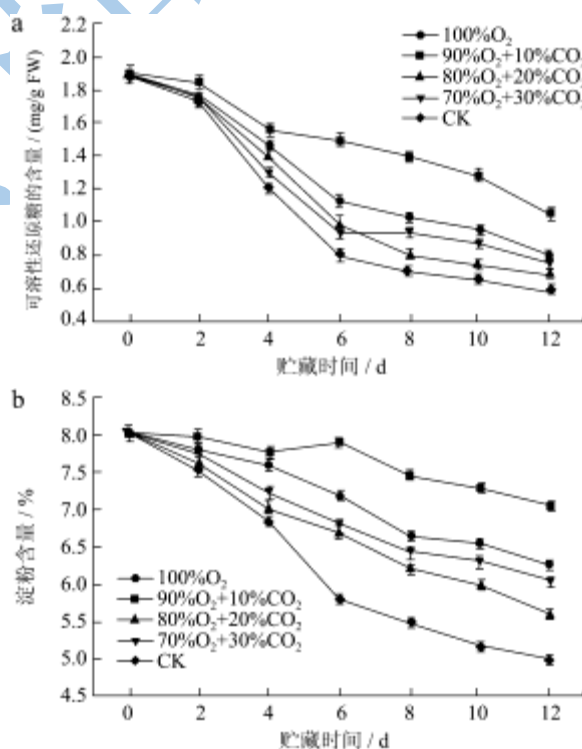 a
2.2
2.0
1.8
1.6
1.4
1.2
1.0
0.8
0.6
0.4
可溶性还原糖的含量 / (mg/g FW)
100%O₂
90%O₂+10%CO₂
80%O₂+20%CO₂
70%O₂+30%CO₂
CK
0 2 4 6 8 10 12
贮藏时间 / d
b
8.5
8.0
7.5
7.0
6.5
6.0
5.5
5.0
4.5
淀粉含量 / %
100%O₂
90%O₂+10%CO₂
80%O₂+20%CO₂
70%O₂+30%CO₂
CK
0 2 4 6 8 10 12
贮藏时间 / d